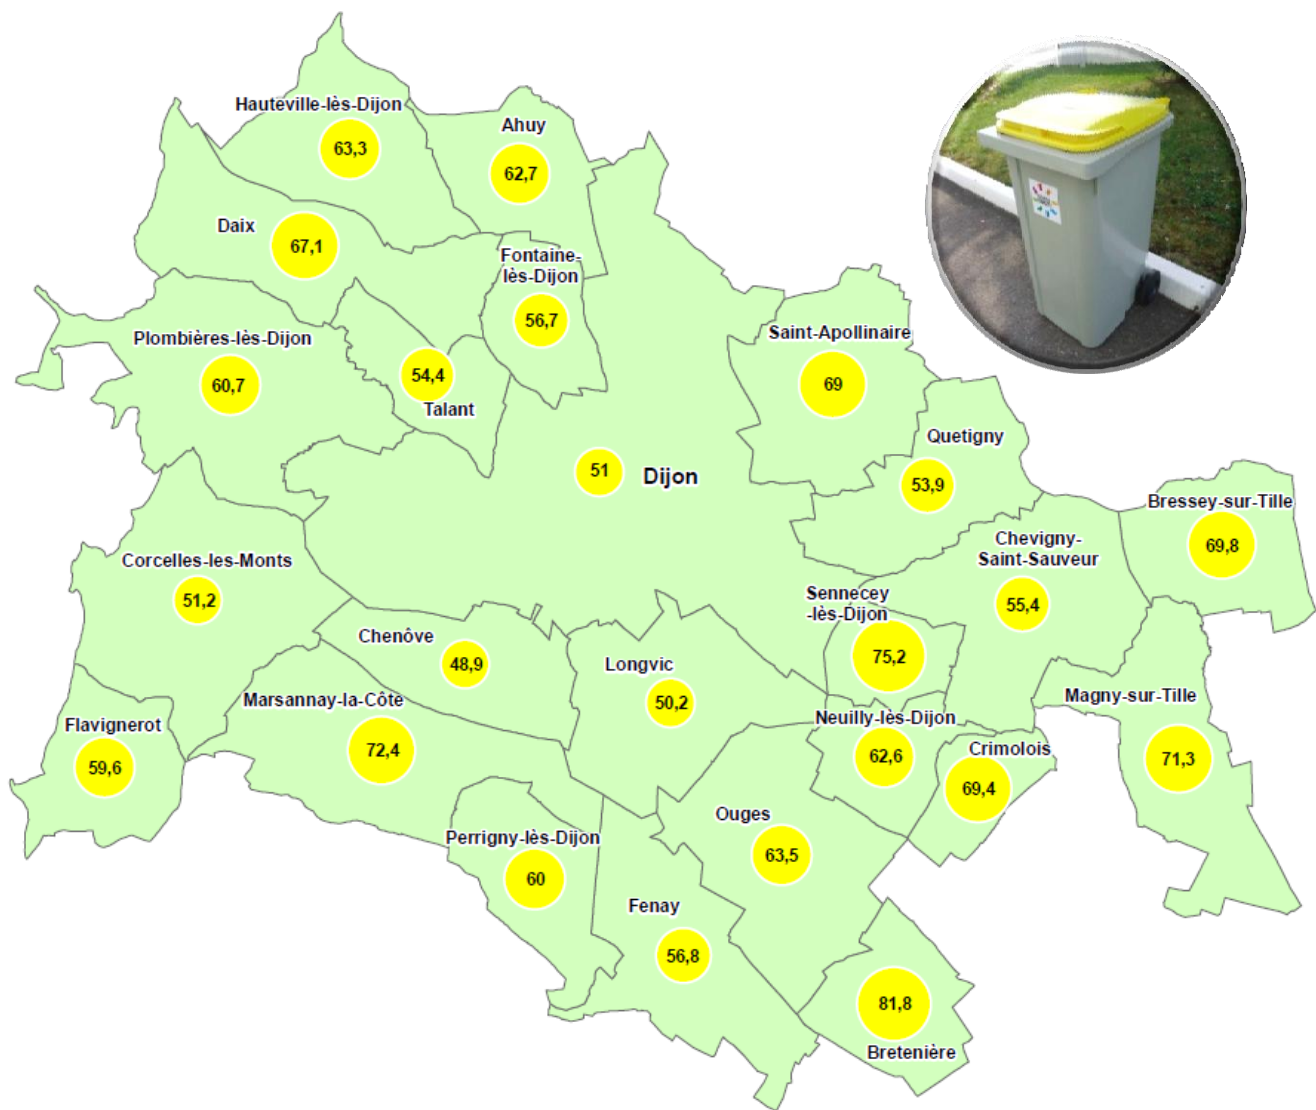 Hauteville-lès-Dijon
63,3
Ahuy
62,7
Daix
67,1
Fontaine-
lès-Dijon
56,7
Plombières-lès-Dijon
60,7
54,4
Talant
Saint-Apollinaire
69
Quetigny
53,9
51
Dijon
Bressey-sur-Tille
69,8
Chevigny-
Saint-Sauveur
55,4
Corcelles-les-Monts
51,2
Sennecey
-lès-Dijon
75,2
Chenôve
48,9
Longvic
50,2
Marsannay-la-Côte
72,4
Magny-sur-Tille
71,3
Flavignerot
59,6
Neuilly-lès-Dijon
62,6
Crimolois
69,4
Ouges
63,5
Perrigny-lès-Dijon
60
Fenay
56,8
81,8
Bretenière